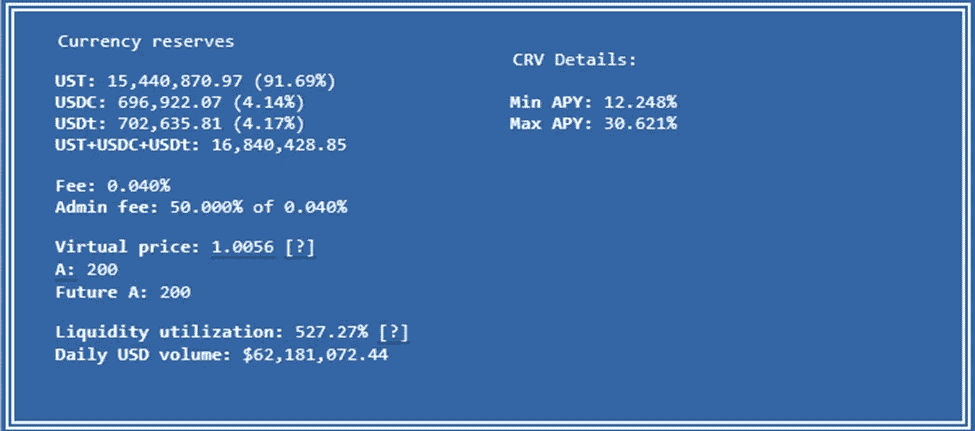 Currency reserves
UST: 15,440,870.97 (91.69%)
USDC: 696,922.07 (4.14%)
USDt: 702,635.81 (4.17%)
UST+USDC+USDt: 16,840,428.85
Fee: 0.040%
Admin fee: 50.000% of 0.040%
Virtual price: 1.0056 [?]
A: 200
Future A: 200
Liquidity utilization: 527.27% [?]
Daily USD volume: $62,181,072.44
CRV Details:
Min APY: 12.248%
Max APY: 30.621%